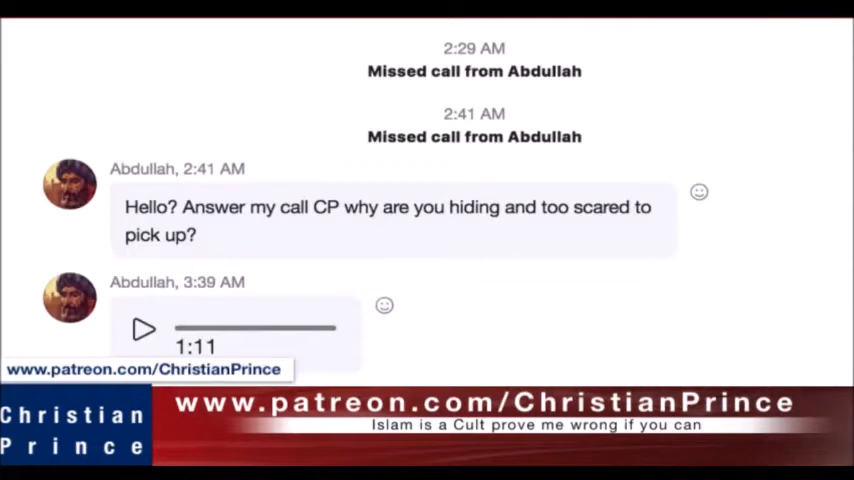 2:29 AM
Missed call from Abdullah
2:41 AM
Missed call from Abdullah
Abdullah, 2:41 AM
Hello? Answer my call CP why are you hiding and too scared to
pick up?
Abdullah, 3:39 AM
1:11
www.patreon.com/ChristianPrince
Christian
Prince
www.patreon.com/ChristianPrince
Islam is a Cult prove me wrong if you can